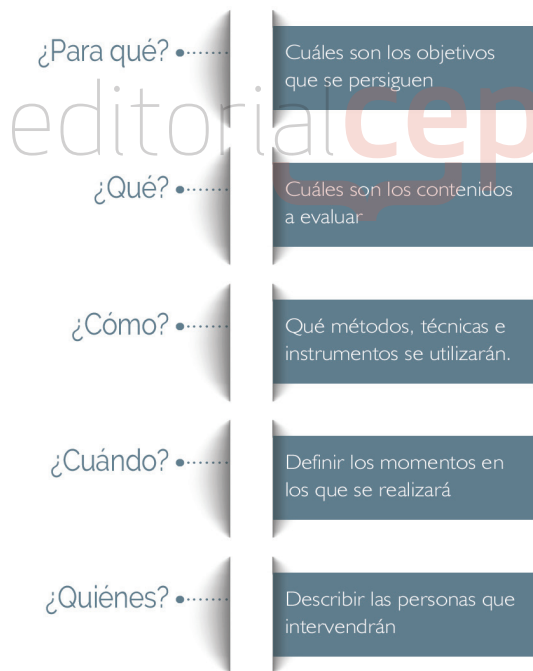 ¿Para qué?
Cuáles son los objetivos
que se persiguen
editorialcep
¿Qué?
Cuáles son los contenidos
a evaluar
¿Cómo?
Qué métodos, técnicas e
instrumentos se utilizarán.
¿Cuándo?
Definir los momentos en
los que se realizará
¿Quiénes?
Describir las personas que
intervendrán